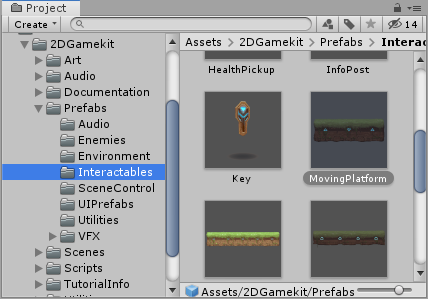 Project
Create
14
2DGamekit
Art
Audio
Documentation
Prefabs
Audio
Enemies
Environment
Interactables
SceneControl
UIPrefabs
Utilities
VFX
Scenes
Scripts
TutorialInfo
Assets > 2DGamekit > Prefabs > Interac
HealthPickup InfoPost
Key MovingPlatform
Assets/2DGamekit/Prefabs